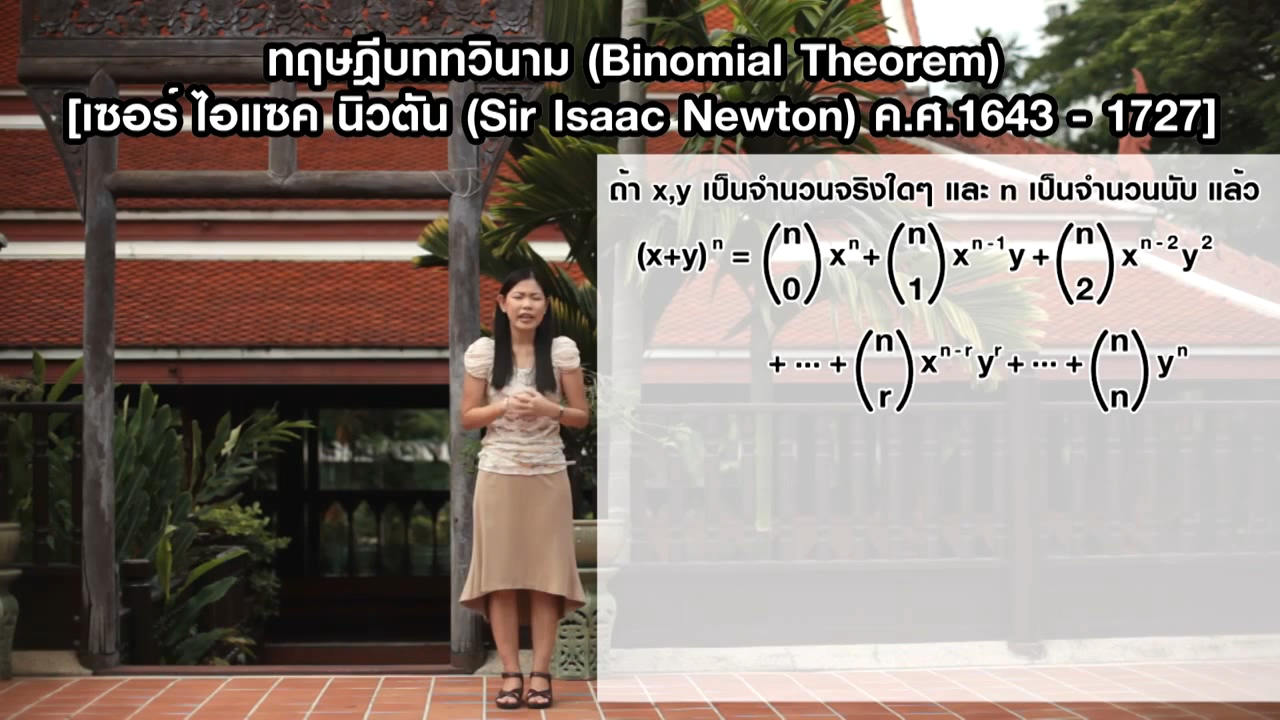 ทฤษฎีบททวินาม (Binomial Theorem)
[เซอร์ ไอแซค นิวตัน (Sir Isaac Newton) ค.ศ.1643 - 1727]
ถ้า x,y เป็นจำนวนจริงใดๆ และ n เป็นจำนวนนับ แล้ว
(x+y)ⁿ = (n 0) xⁿ + (n 1) xⁿ⁻¹y + (n 2) xⁿ⁻²y²
+ ... + (n r) xⁿ⁻ʳyʳ + ... + (n n) yⁿ